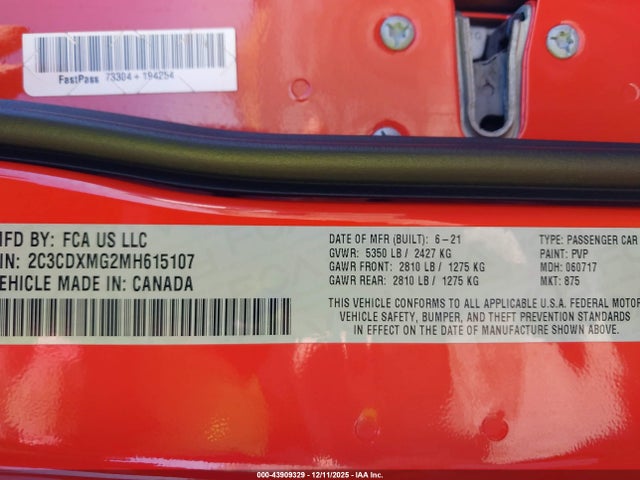 FastPass 73304 + 194254
MFD BY: FCA US LLC
VIN: 2C3CDXMG2MH615107
VEHICLE MADE IN: CANADA
DATE OF MFR (BUILT): 6-21
GVWR: 5350 LB / 2427 KG
GAWR FRONT: 2810 LB / 1275 KG
GAWR REAR: 2810 LB / 1275 KG
TYPE: PASSENGER CAR
PAINT: PVP
MDH: 060717
MKT: 875
THIS VEHICLE CONFORMS TO ALL APPLICABLE U.S.A. FEDERAL MOTOR
VEHICLE SAFETY, BUMPER, AND THEFT PREVENTION STANDARDS
IN EFFECT ON THE DATE OF MANUFACTURE SHOWN ABOVE.
000-43909329 - 12/11/2025 - IAA Inc.